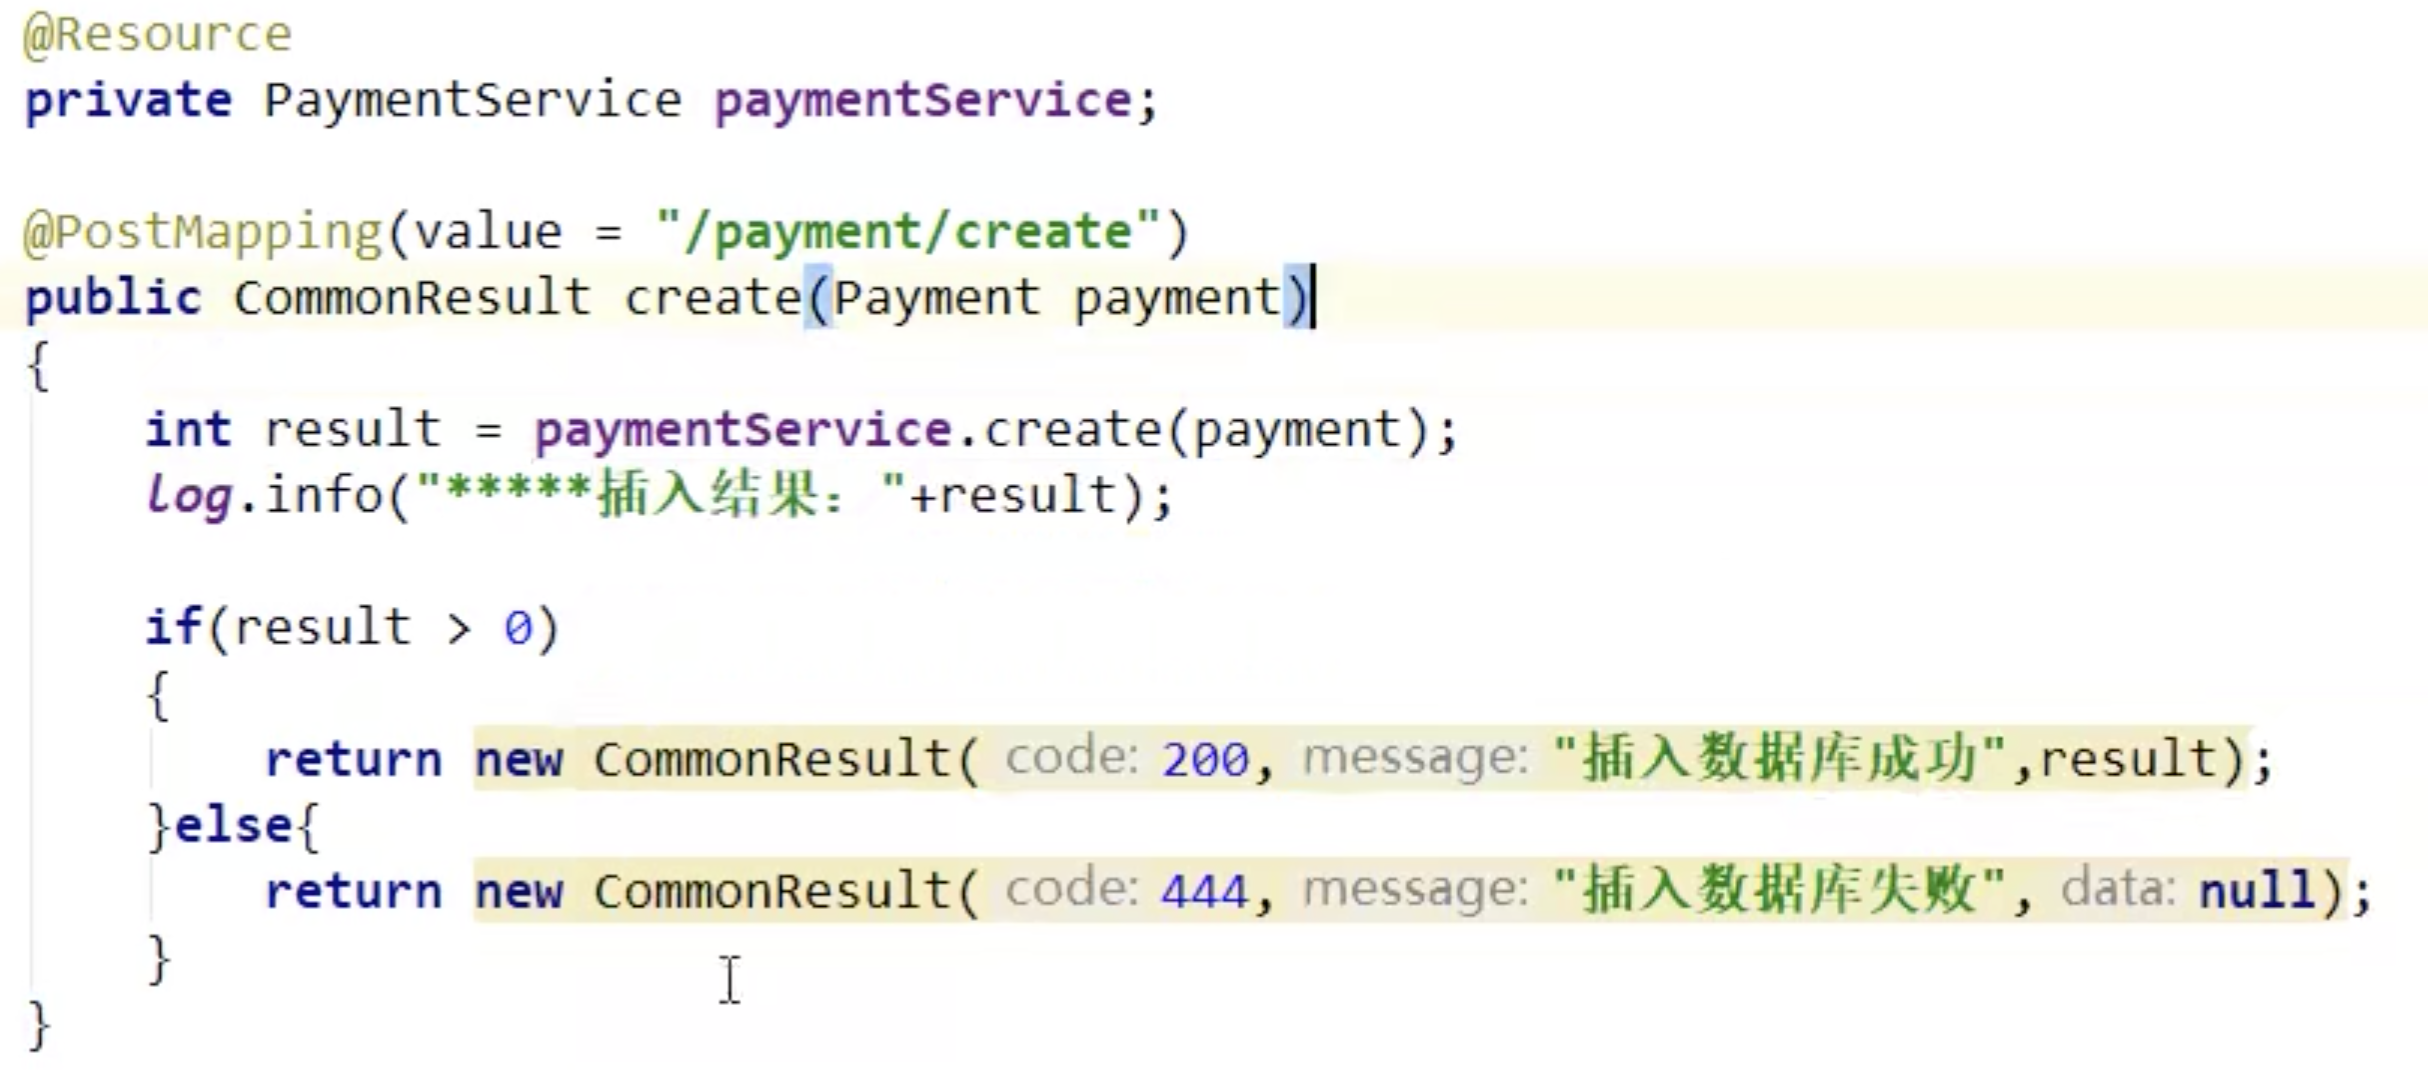 @Resource
private PaymentService paymentService;
@PostMapping(value = "/payment/create")
public CommonResult create(Payment payment)
{
int result = paymentService.create(payment);
log.info("*****插入结果："+result);
if(result > 0)
{
return new CommonResult( code: 200, message: "插入数据库成功",result);
}else{
return new CommonResult( code: 444, message: "插入数据库失败", data: null);
}
}